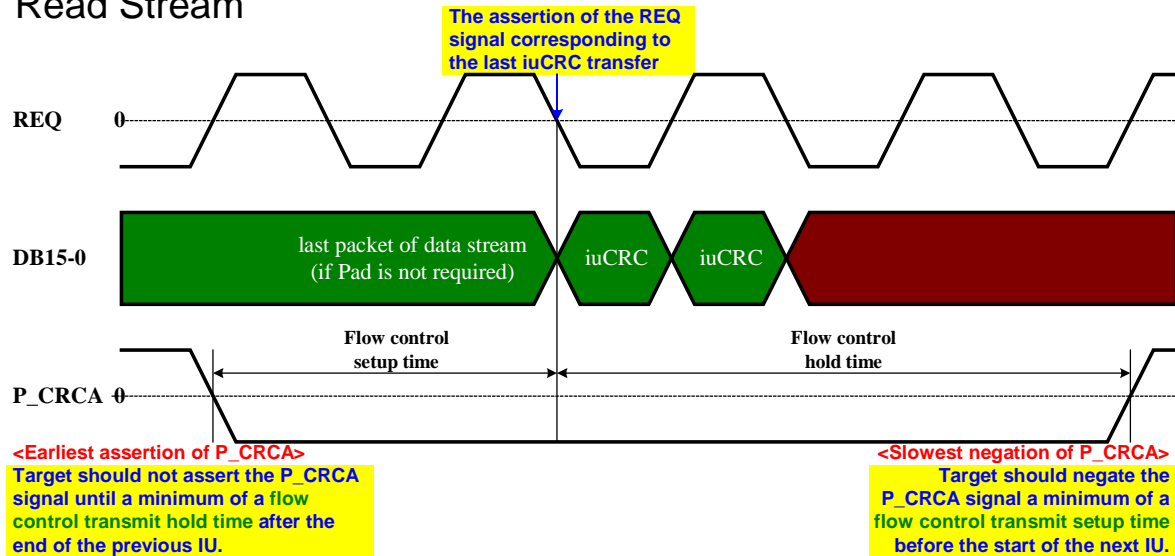 Read Stream
The assertion of the REQ
signal corresponding to
the last iuCRC transfer
REQ 0
DB15-0
last packet of data stream
(if Pad is not required)
iuCRC
iuCRC
Flow control
setup time
Flow control
hold time
P_CRCA 0
<Earliest assertion of P_CRCA>
Target should not assert the P_CRCA
signal until a minimum of a flow
control transmit hold time after the
end of the previous IU.
<Slowest negation of P_CRCA>
Target should negate the
P_CRCA signal a minimum of a
flow control transmit setup time
before the start of the next IU.